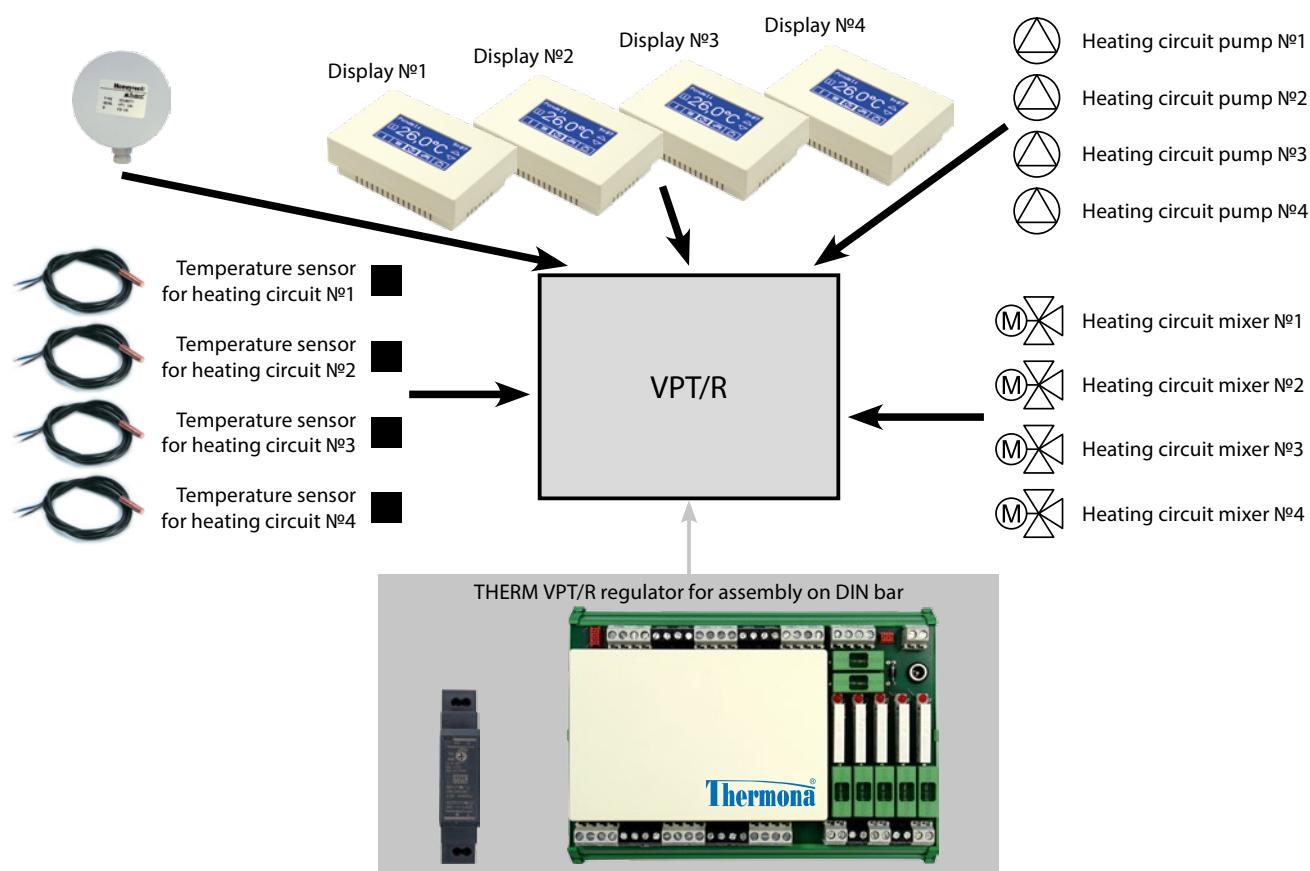 Honeywell
Display №1
Display №2
Display №3
Display №4
26,0°C
26,0°C
26,0°C
26,0°C
Heating circuit pump №1
Heating circuit pump №2
Heating circuit pump №3
Heating circuit pump №4
Temperature sensor
for heating circuit №1
Temperature sensor
for heating circuit №2
Temperature sensor
for heating circuit №3
Temperature sensor
for heating circuit №4
VPT/R
M
Heating circuit mixer №1
M
Heating circuit mixer №2
M
Heating circuit mixer №3
M
Heating circuit mixer №4
THERM VPT/R regulator for assembly on DIN bar
Thermona®